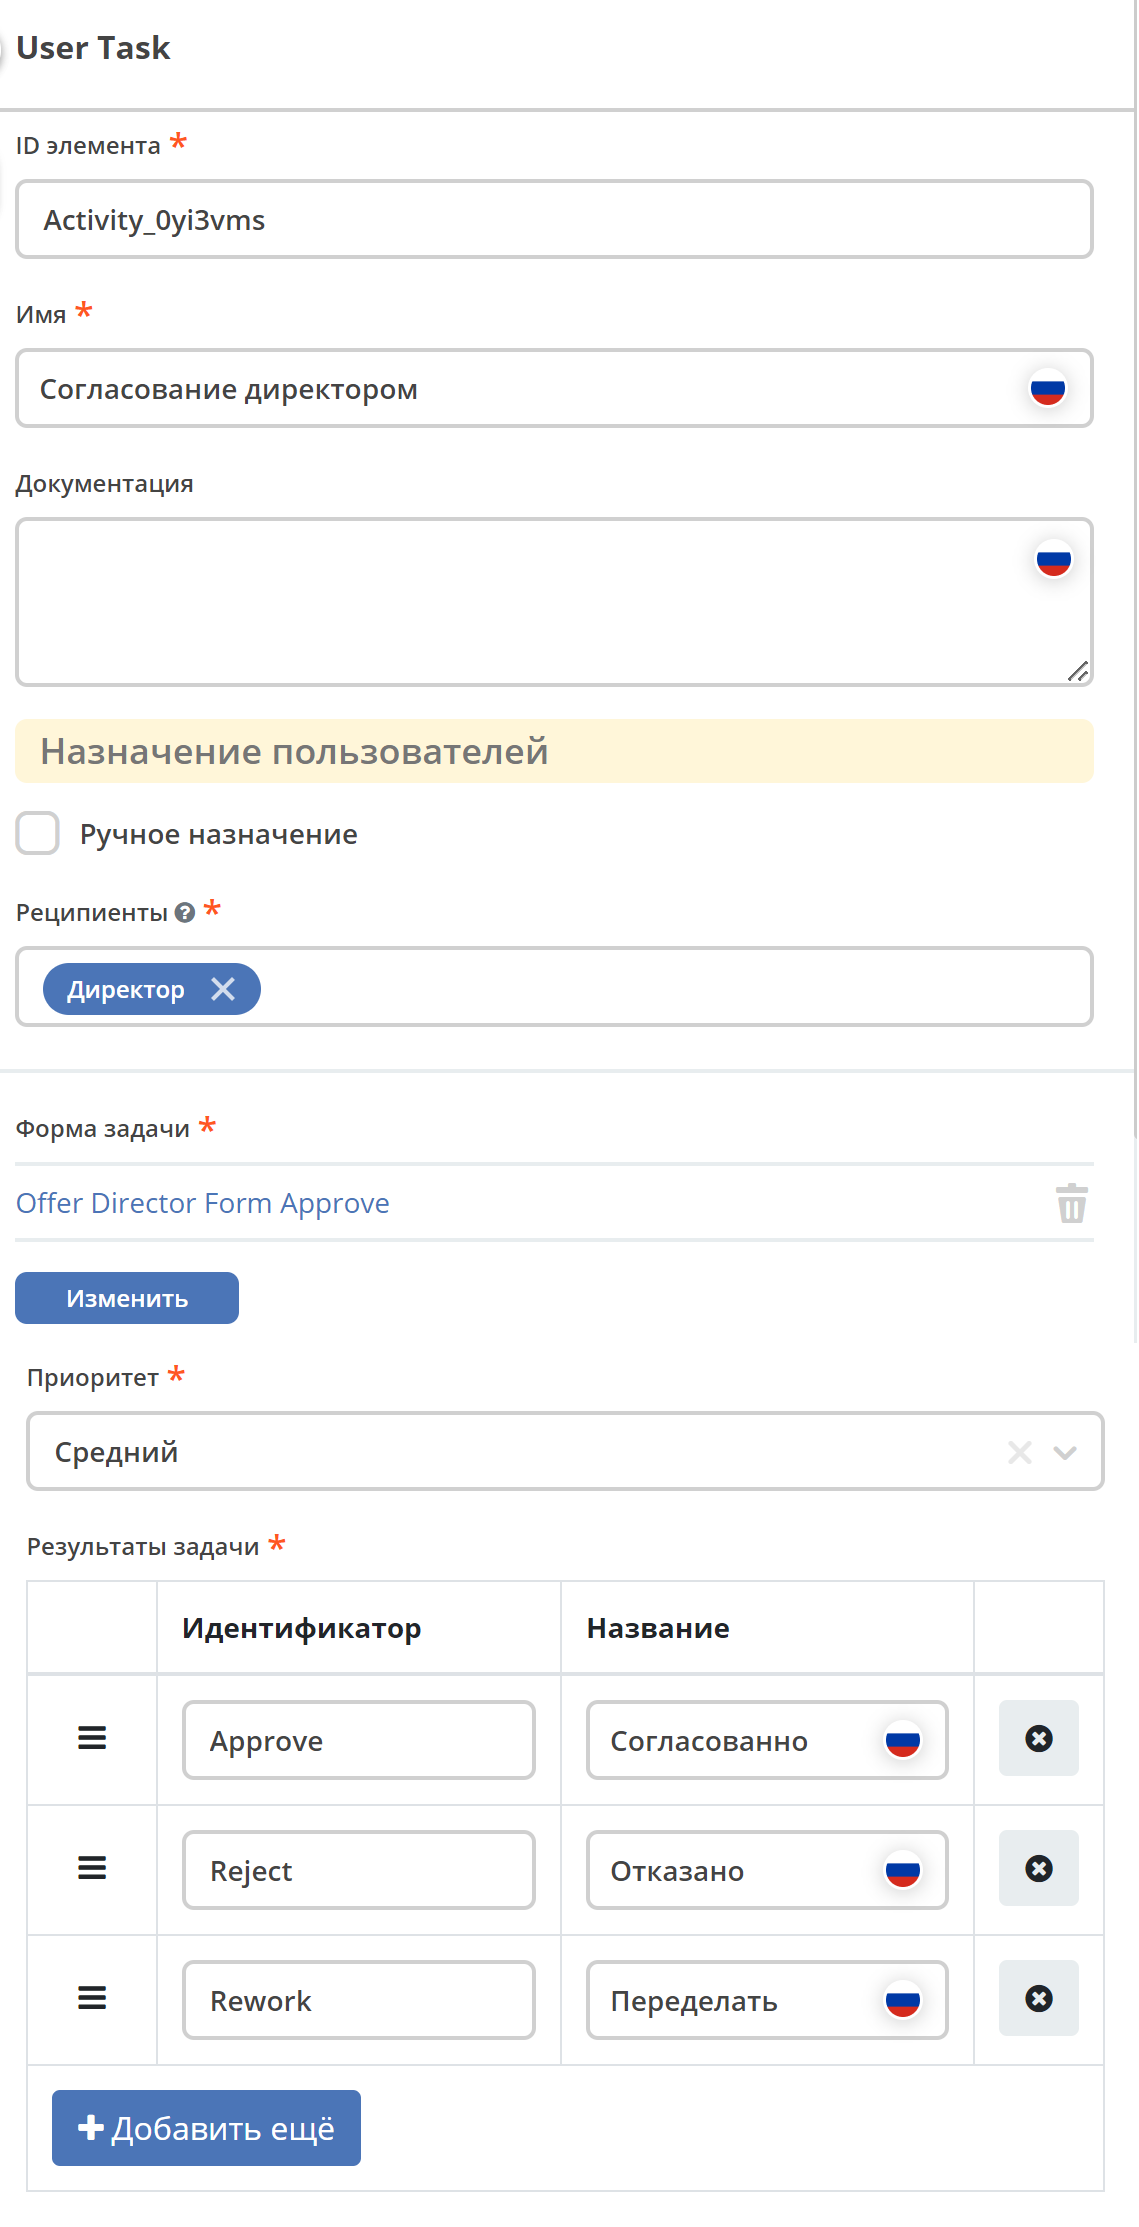 User Task
ID элемента *
Activity_0yi3vms
Имя *
Согласование директором
Документация
Назначение пользователей
Ручное назначение
Реципиенты ? *
Директор
Форма задачи *
Offer Director Form Approve
Изменить
Приоритет *
Средний
Результаты задачи *
Идентификатор Название
Approve Согласованно
Reject Отказано
Rework Переделать
Добавить ещё